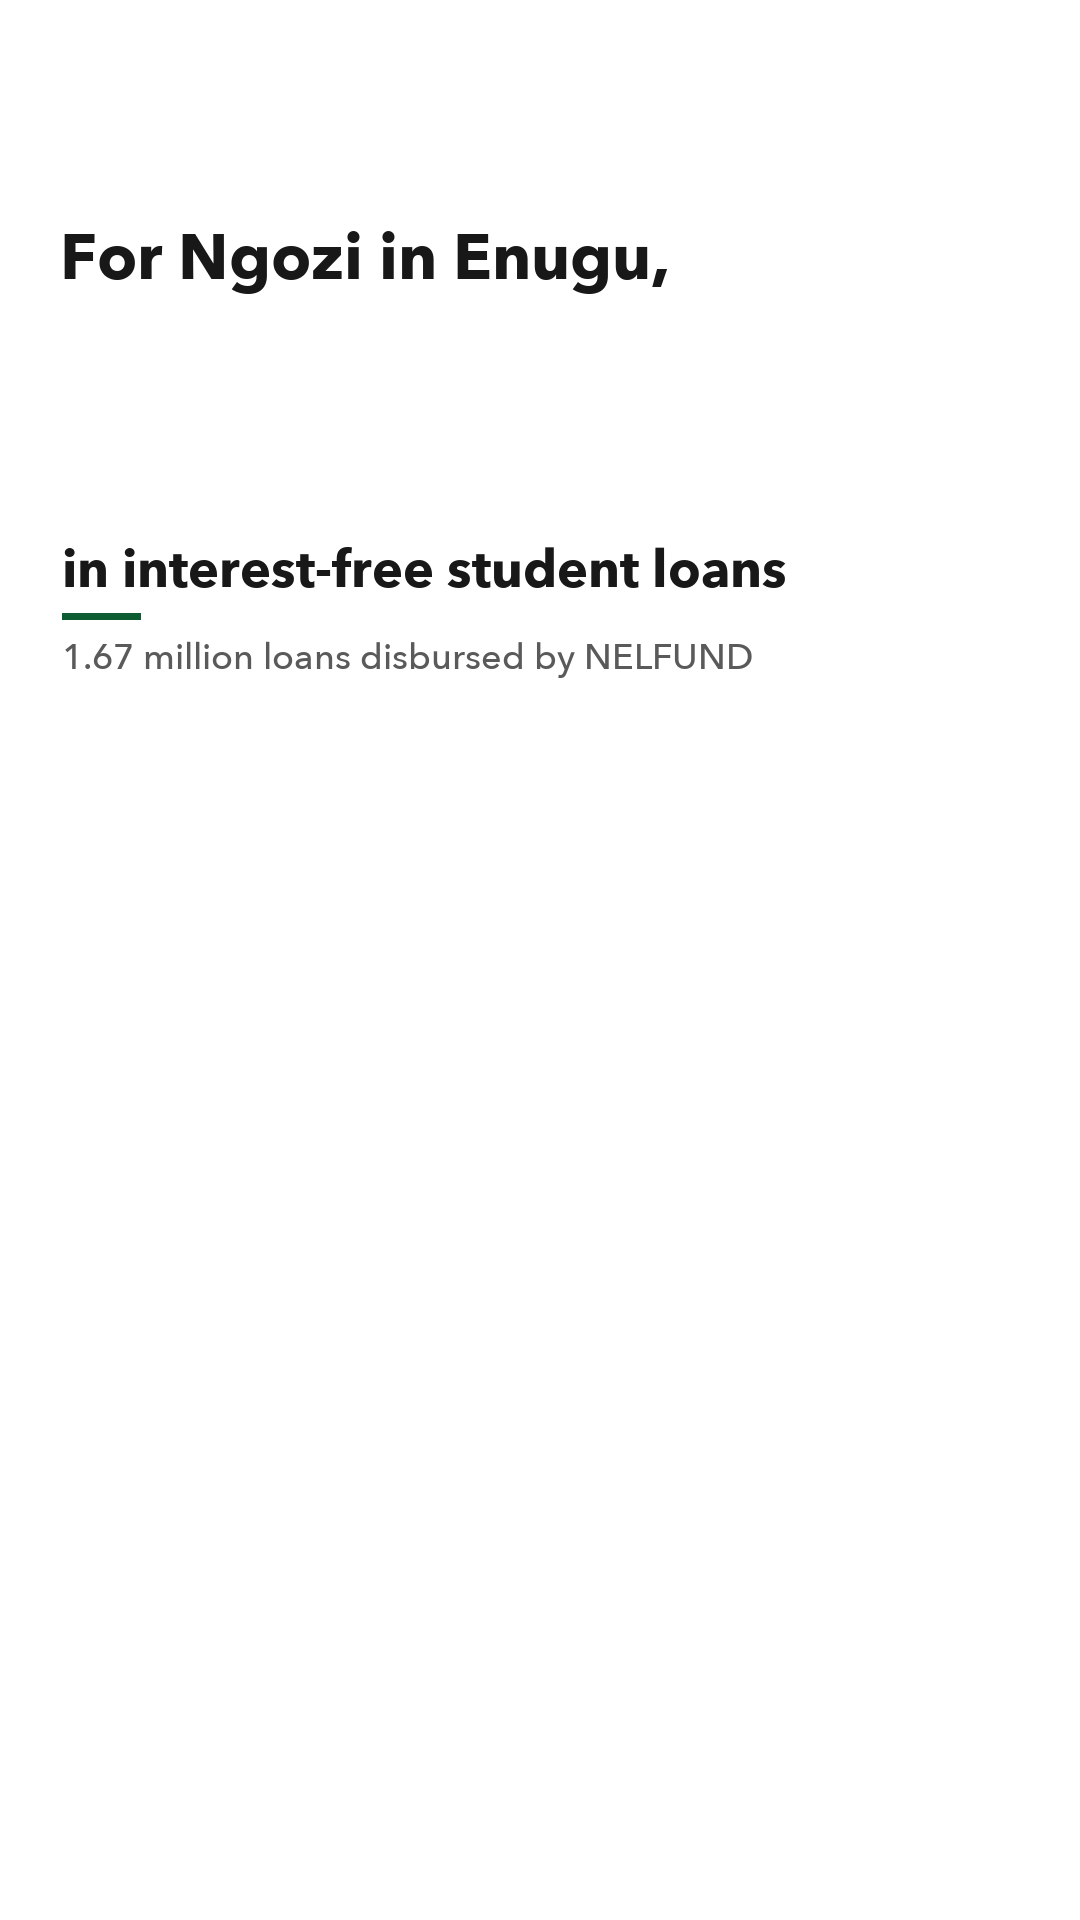 For Ngozi in Enugu,
in interest-free student loans
1.67 million loans disbursed by NELFUND